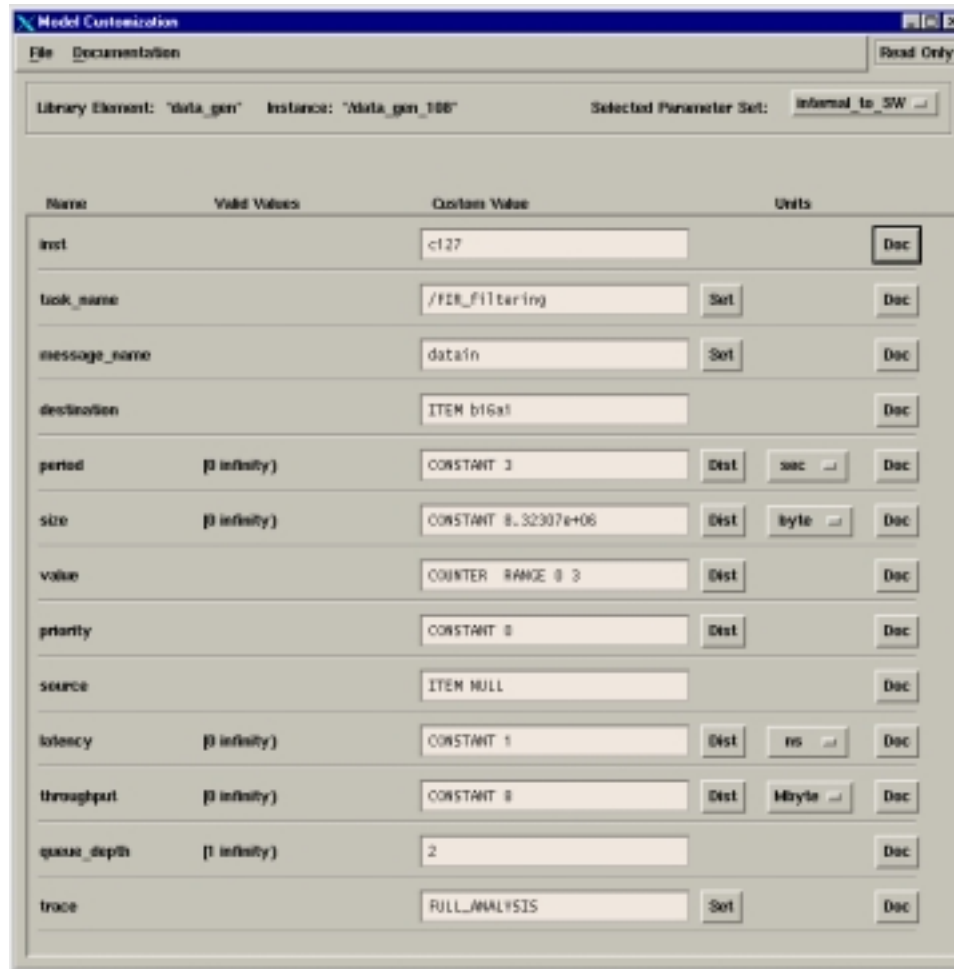 Model Customization
File Documentation Read Only
Library Element: "data_gen" Instance: "/data_gen_108" Selected Parameter Set: internal_to_SW
Name Valid Values Custom Value Units
inst c127 Doc
task_name /FIR_filtering Set Doc
message_name datain Set Doc
destination ITEM b16a1 Doc
period [0 infinity) CONSTANT 3 Dist sec Doc
size [0 infinity) CONSTANT 8.32307e+06 Dist byte Doc
value COUNTER RANGE 0 3 Dist Doc
priority CONSTANT 0 Dist Doc
source ITEM NULL Doc
latency [0 infinity) CONSTANT 1 Dist ns Doc
throughput [0 infinity) CONSTANT Dist Mbyte Doc
queue_depth [1 infinity) 2 Doc
trace FULL_ANALYSIS Set Doc